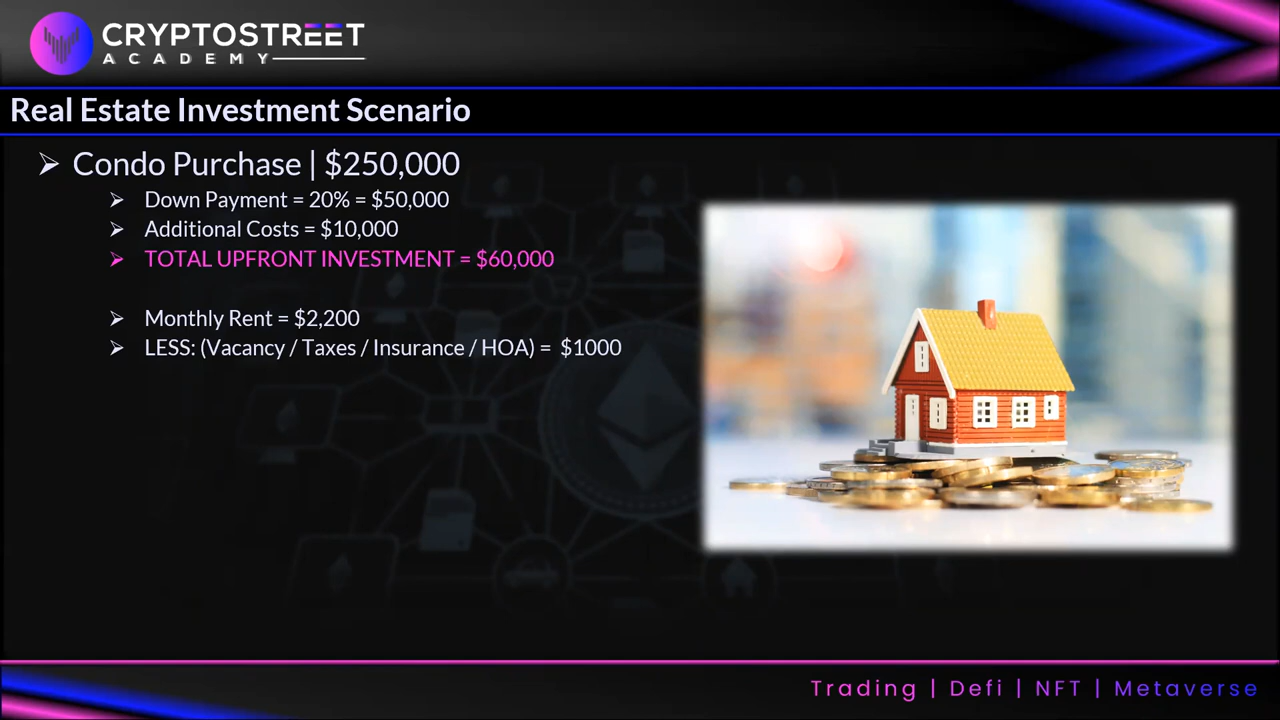 CRYPTOSTREET
ACADEMY
Real Estate Investment Scenario
Condo Purchase | $250,000
Down Payment = 20% = $50,000
Additional Costs = $10,000
TOTAL UPFRONT INVESTMENT = $60,000
Monthly Rent = $2,200
LESS: (Vacancy / Taxes / Insurance / HOA) = $1000
Trading | Defi | NFT | Metaverse